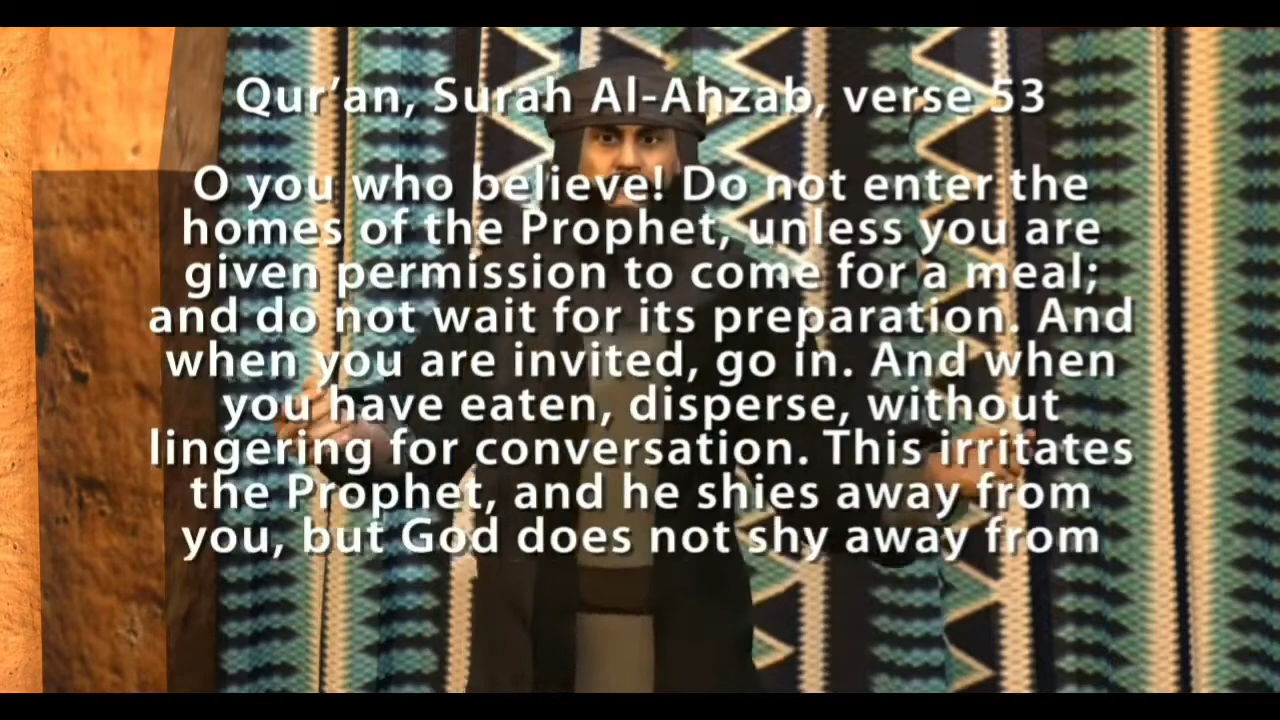 Qur'an, Surah Al-Ahzab, verse 53
O you who believe! Do not enter the
homes of the Prophet, unless you are
given permission to come for a meal;
and do not wait for its preparation. And
when you are invited, go in. And when
you have eaten, disperse, without
lingering for conversation. This irritates
the Prophet, and he shies away from
you, but God does not shy away from